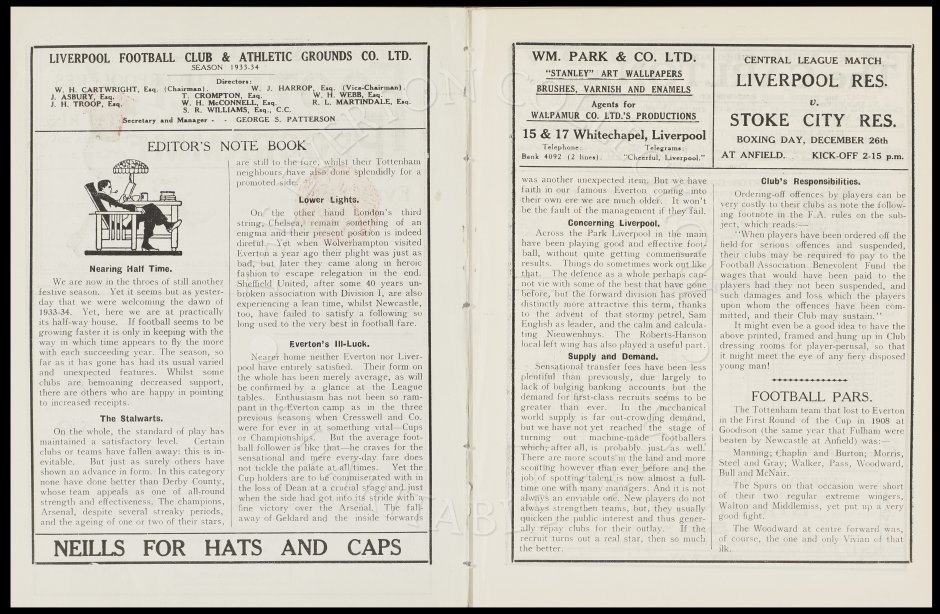 LIVERPOOL FOOTBALL CLUB & ATHLETIC GROUNDS CO. LTD.
SEASON 1933-34
Directors:
W. H. CARTWRIGHT, Esq. (Chairman). W. J. HARROP, Esq. (Vice-Chairman).
J. ASBURY, Esq. T. CROMPTON, Esq. W. H. WEBB, Esq.
J. H. TROOP, Esq. W. H. McCONNELL, Esq. R. L. MARTINDALE, Esq.
S. R. WILLIAMS, Esq., C.C.
Secretary and Manager - - GEORGE S. PATTERSON
EDITOR'S NOTE BOOK
Nearing Half Time.
We are now in the throes of still another
festive season. Yet it seems but as yester-
day that we were welcoming the dawn of
1933-34. Yet, here we are at practically
its half-way house. If football seems to be
growing faster it is only in keeping with the
way in which time appears to fly the more
with each succeeding year. The season, so
far as it has gone has had its usual varied
and unexpected features. Whilst some
clubs are bemoaning decreased support,
there are others who are happy in pointing
to increased receipts.
The Stalwarts.
On the whole, the standard of play has
maintained a satisfactory level. Certain
clubs or teams have fallen away: this is in-
evitable. But just as surely others have
shown an advance in form. In this category
none have done better than Derby County,
whose team appeals as one of all-round
strength and effectiveness. The champions,
Arsenal, despite several streaky periods,
and the ageing of one or two of their stars,
are still to the fore, whilst their Tottenham
neighbours have also done splendidly for a
promoted side.
Lower Lights.
On the other hand London's third
string, Chelsea, remain something of an
enigma and their present position is indeed
direful. Yet when Wolverhampton visited
Everton a year ago their plight was just as
bad, but later they came along in heroic
fashion to escape relegation in the end.
Sheffield United, after some 40 years un-
broken association with Division 1, are also
experiencing a lean time, whilst Newcastle,
too, have failed to satisfy a following so
long used to the very best in football fare.
Everton's Ill-Luck.
Nearer home neither Everton nor Liver-
pool have entirely satisfied. Their form on
the whole has been merely average, as will
be confirmed by a glance at the League
tables. Enthusiasm has not been so ram-
pant in the Everton camp as in the three
previous seasons when Cresswell and Co.
were for ever in at something vital—Cups
or Championships. But the average foot-
ball follower is like that—he craves for the
sensational and mere every-day fare does
not tickle the palate at all times. Yet the
Cup holders are to be commiserated with in
the loss of Dean at a crucial stage and just
when the side had got into its stride with a
fine victory over the Arsenal. The fall-
away of Geldard and the inside forwards
NEILLS FOR HATS AND CAPS
WM. PARK & CO. LTD.
"STANLEY" ART WALLPAPERS
BRUSHES, VARNISH AND ENAMELS
Agents for
WALPAMUR CO. LTD.'S PRODUCTIONS
15 & 17 Whitechapel, Liverpool
Telephone: Telegrams:
Bank 4092 (2 lines). "Cheerful, Liverpool."
CENTRAL LEAGUE MATCH
LIVERPOOL RES.
v.
STOKE CITY RES.
BOXING DAY, DECEMBER 26th
AT ANFIELD. KICK-OFF 2-15 p.m.
was another unexpected item. But we have
faith in our famous Everton coming into
their own ere we are much older. It won't
be the fault of the management if they fail.
Concerning Liverpool.
Across the Park Liverpool in the main
have been playing good and effective foot-
ball, without quite getting commensurate
results. Things do sometimes work out like
that. The defence as a whole perhaps can-
not vie with some of the best that have gone
before, but the forward division has proved
distinctly more attractive this term, thanks
to the advent of that stormy petrel, Sam
English as leader, and the calm and calcula-
ting Nieuwenhuys. The Roberts-Hanson
local left wing has also played a useful part.
Supply and Demand.
Sensational transfer fees have been less
plentiful than previously, due largely to
lack of bulging banking accounts but the
demand for first-class recruits seems to be
greater than ever. In the mechanical
world supply is far out-crowding demand,
but we have not yet reached the stage of
turning out machine-made footballers
which, after all, is probably just as well.
There are more scouts in the kind and more
scouting however than ever before and the
job of spotting talent is now almost a full-
time one with many managers. And it is not
always an enviable one. New players do not
always strengthen teams, but, they usually
quicken the public interest and thus gener-
ally repay clubs for their outlay. If the
recruit turns out a real star, then so much
the better.
Club's Responsibilities.
Ordering-off offences by players can be
very costly to their clubs as note the follow-
ing footnote in the F.A. rules on the sub-
ject, which reads:—
"When players have been ordered off the
field for serious offences and suspended,
their clubs may be required to pay to the
Football Association Benevolent Fund the
wages that would have been paid to the
players had they not been suspended, and
such damages and loss which the players
upon whom the offences have been com-
mitted, and their Club may sustain."
It might even be a good idea to have the
above printed, framed and hung up in Club
dressing rooms for player-perusal, so that
it might meet the eye of any fiery disposed
young man!
FOOTBALL PARS.
The Tottenham team that lost to Everton
in the First Round of the Cup in 1908 at
Goodison (the same year that Fulham were
beaten by Newcastle at Anfield) was:—
Manning; Chaplin and Burton; Morris,
Steel and Gray; Walker, Pass, Woodward,
Bull and McNair.
The Spurs on that occasion were short
of their two regular extreme wingers,
Walton and Middlemiss, yet put up a very
good fight.
The Woodward at centre forward was,
of course, the one and only Vivian of that
ilk.